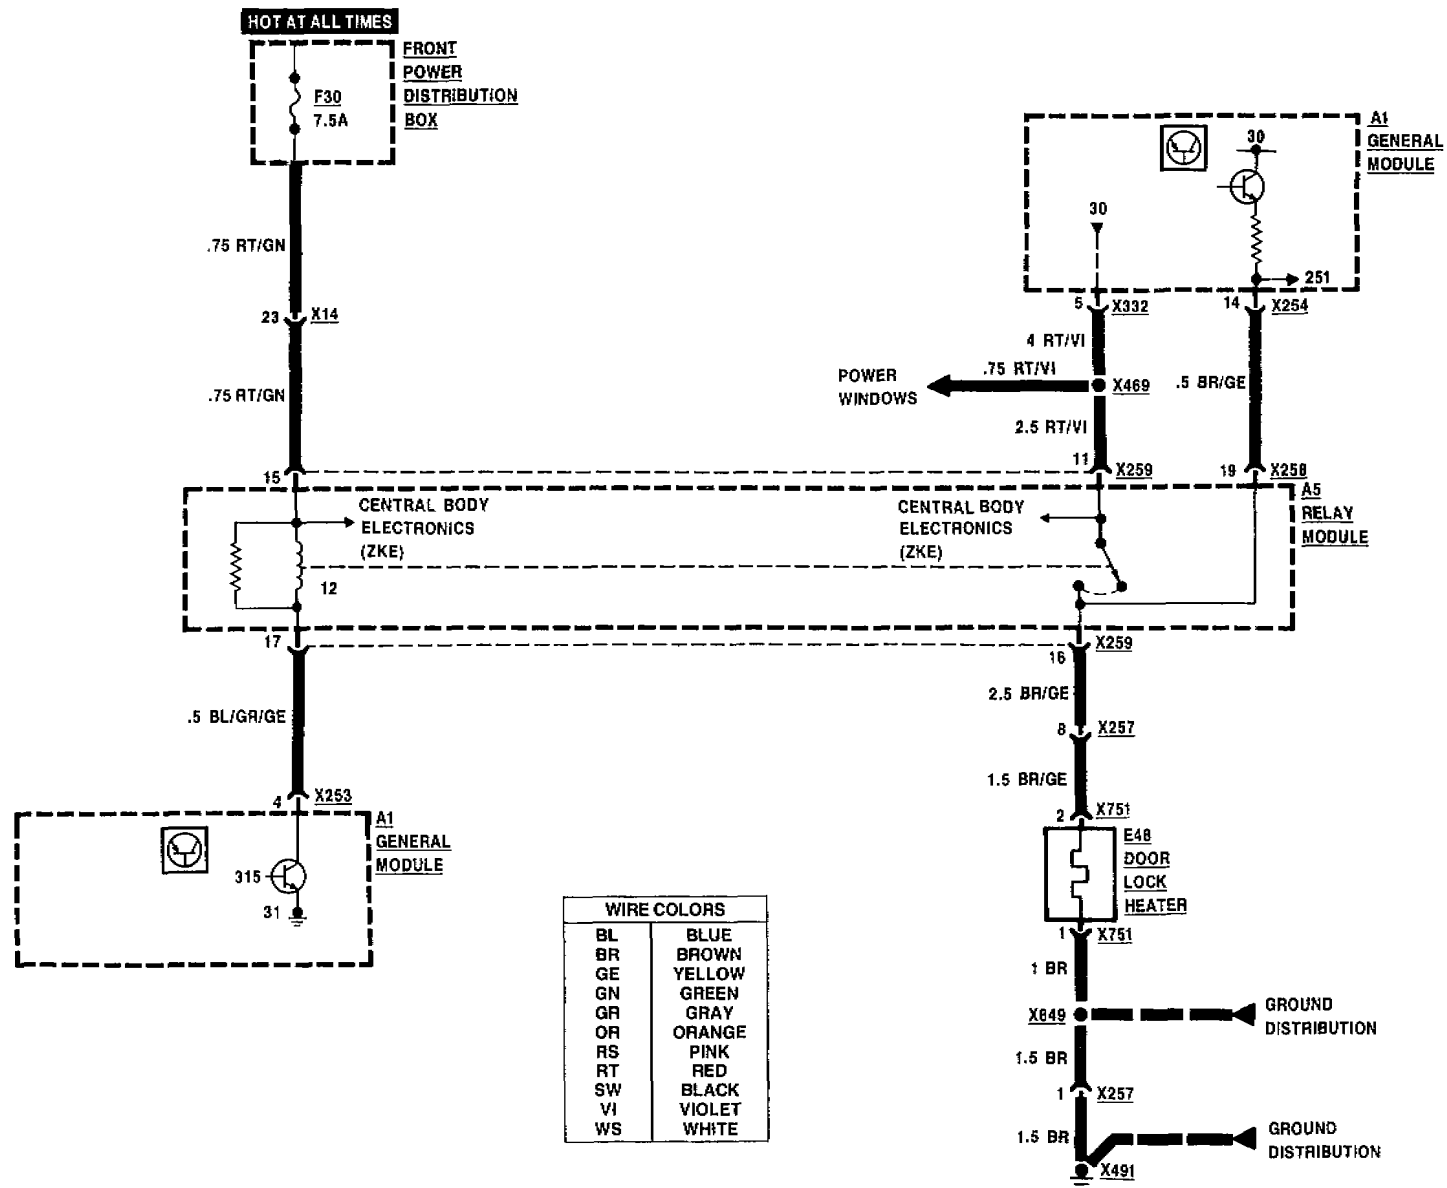 HOT AT ALL TIMES
FRONT
POWER
DISTRIBUTION
BOX
F30
7.5A
A1
GENERAL
MODULE
30
30
251
.75 RT/GN
23
X14
5
X332
14
X254
4 RT/VI
.75 RT/VI
POWER
WINDOWS
X469
.5 BR/GE
.75 RT/GN
2.5 RT/VI
15
11
X259
19
X258
A5
RELAY
MODULE
CENTRAL BODY
ELECTRONICS
(ZKE)
CENTRAL BODY
ELECTRONICS
(ZKE)
12
17
16
X259
2.5 BR/GE
.5 BL/GR/GE
8
X257
1.5 BR/GE
4
X253
2
X751
A1
GENERAL
MODULE
315
31
E48
DOOR
LOCK
HEATER
1
X751
1 BR
X649
GROUND
DISTRIBUTION
1.5 BR
1
X257
1.5 BR
GROUND
DISTRIBUTION
X491
WIRE COLORS
BL BLUE
BR BROWN
GE YELLOW
GN GREEN
GR GRAY
OR ORANGE
RS PINK
RT RED
SW BLACK
VI VIOLET
WS WHITE